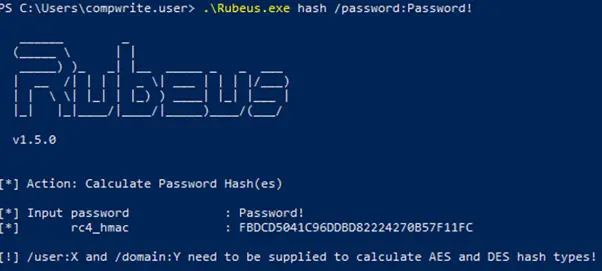 PS C:\Users\compwrite.user> .\Rubeus.exe hash /password:Password!
Rubeus
v1.5.0
[*] Action: Calculate Password Hash(es)
[*] Input password             : Password!
[*]       rc4_hmac             : FBDCD5041C96DDBD82224270B57F11FC
[!] /user:X and /domain:Y need to be supplied to calculate AES and DES hash types!